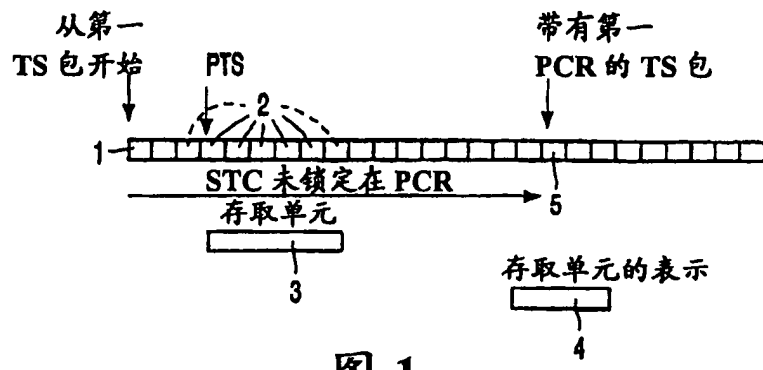 从第一
TS 包开始
PTS
带有第一
PCR 的 TS 包
2
1
STC 未锁定在 PCR
5
存取单元
3
存取单元的表示
4
图 1